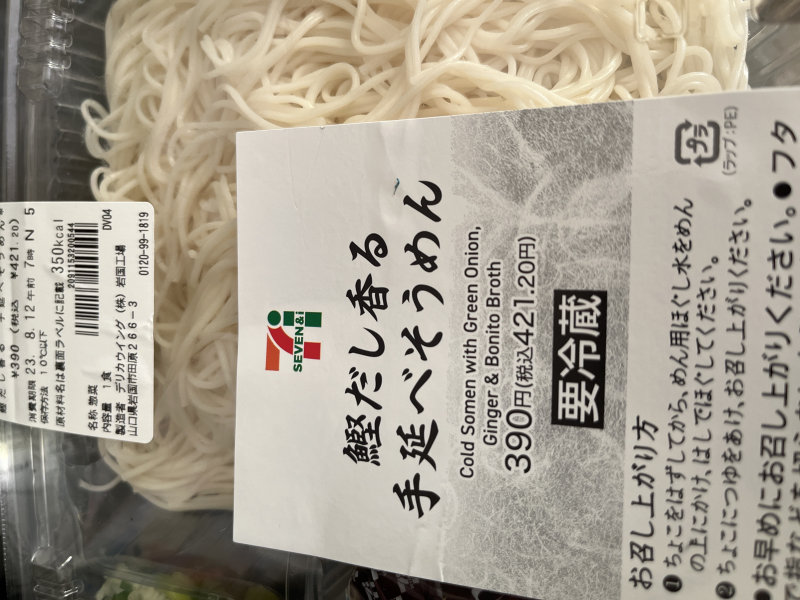 SEVEN&i
鰹だし香る
手延べそうめん
Cold Somen with Green Onion,
Ginger & Bonito Broth
390円(税込421.20円)
要冷蔵
プラ
(ラップ:PE)
お召し上がり方
❶ちょこをはずしてから、めん用ほぐし水をめん
の上にかけ、はしでほぐしてください。
❷ちょこにつゆをあけ、お召し上がりください。
●お早めにお召し上がりください。●フタ
¥390 (税込 ¥421.20)
消費期限 23. 8. 12 午前 7時 N 5
保存方法 10℃以下
原材料名は裏面ラベルに記載 350kcal
2091153900544
名称 惣菜
内容量 1食 DV04
製造者 デリカウイング(株) 岩国工場
山口県岩国市田原266-3
0120-99-1819